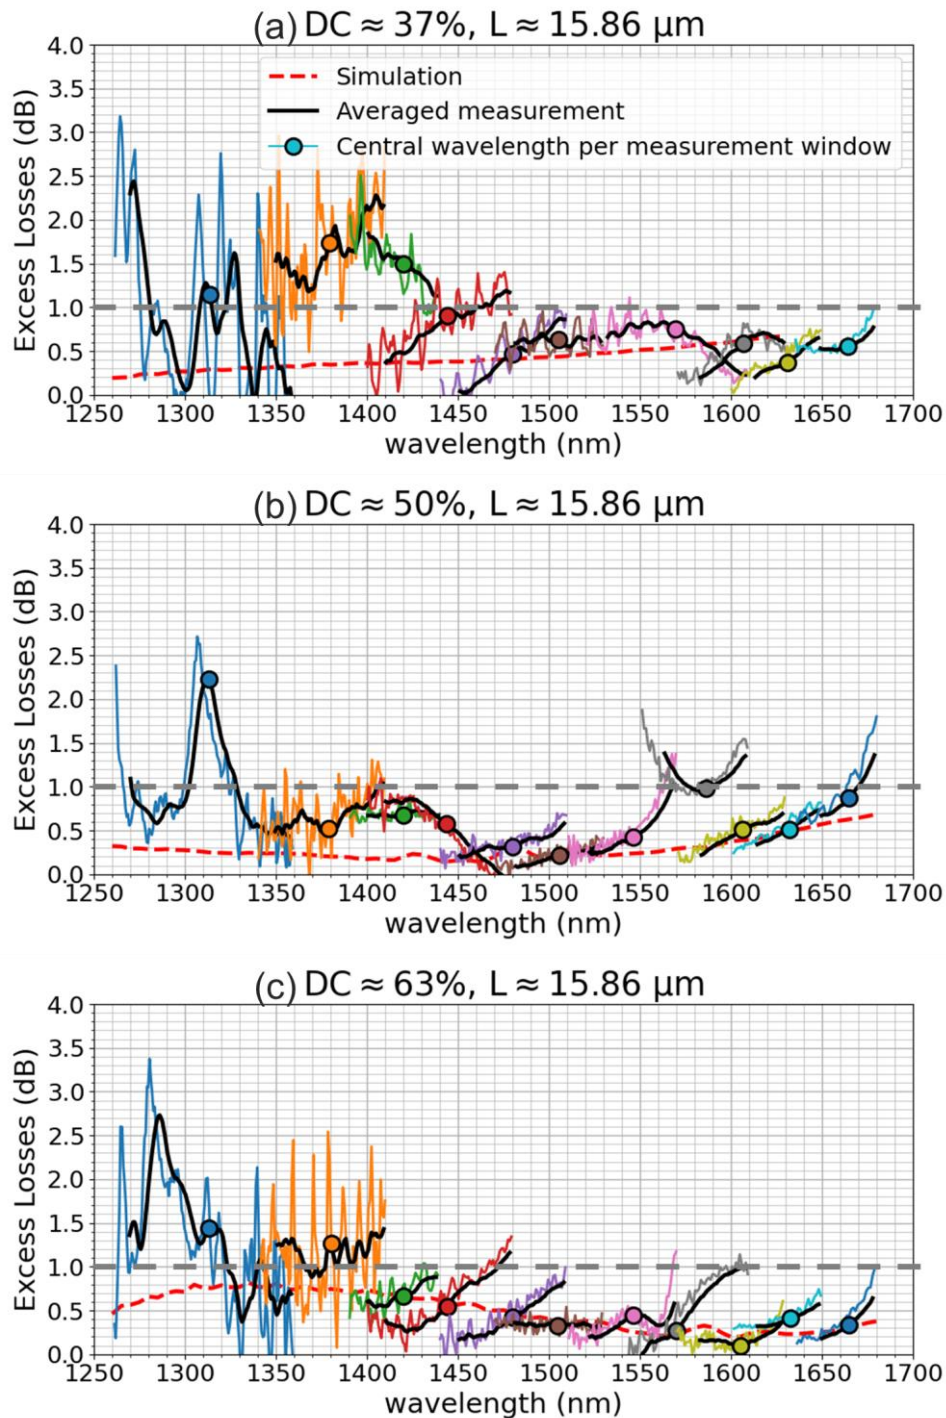 (a) DC ≈ 37%, L ≈ 15.86 μm
4.0
3.5
3.0
2.5
2.0
1.5
1.0
0.5
0.0
Excess Losses (dB)
Simulation
Averaged measurement
Central wavelength per measurement window
1250 1300 1350 1400 1450 1500 1550 1600 1650 1700
wavelength (nm)
(b) DC ≈ 50%, L ≈ 15.86 μm
4.0
3.5
3.0
2.5
2.0
1.5
1.0
0.5
0.0
Excess Losses (dB)
1250 1300 1350 1400 1450 1500 1550 1600 1650 1700
wavelength (nm)
(c) DC ≈ 63%, L ≈ 15.86 μm
4.0
3.5
3.0
2.5
2.0
1.5
1.0
0.5
0.0
Excess Losses (dB)
1250 1300 1350 1400 1450 1500 1550 1600 1650 1700
wavelength (nm)